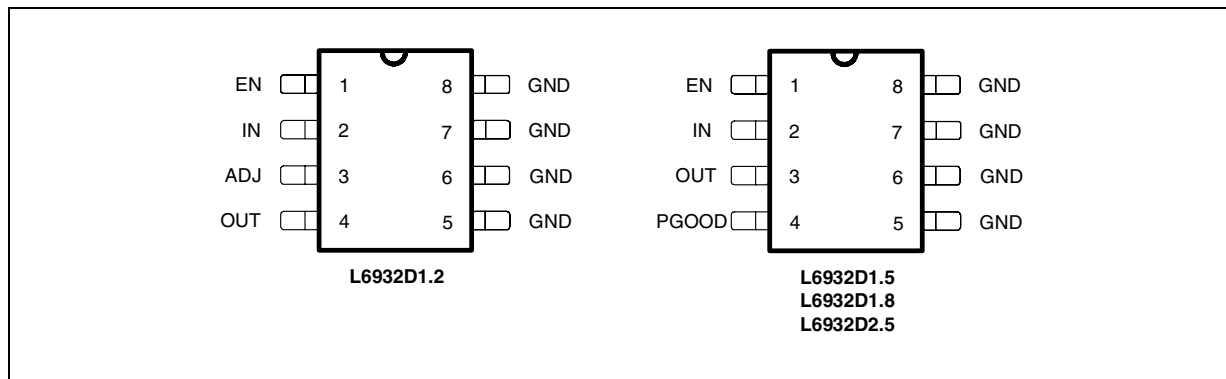 EN 1 8 GND
IN 2 7 GND
ADJ 3 6 GND
OUT 4 5 GND
L6932D1.2
EN 1 8 GND
IN 2 7 GND
OUT 3 6 GND
PGOOD 4 5 GND
L6932D1.5
L6932D1.8
L6932D2.5